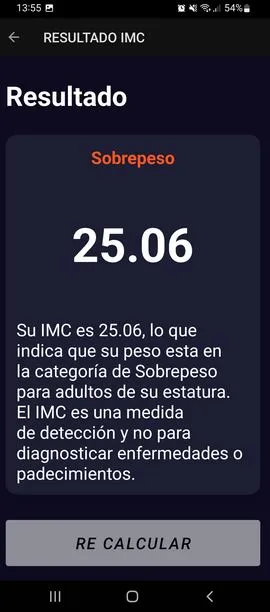 13:55
54%
RESULTADO IMC
Resultado
Sobrepeso
25.06
Su IMC es 25.06, lo que
indica que su peso esta en
la categoría de Sobrepeso
para adultos de su estatura.
El IMC es una medida
de detección y no para
diagnosticar enfermedades o
padecimientos.
RE CALCULAR